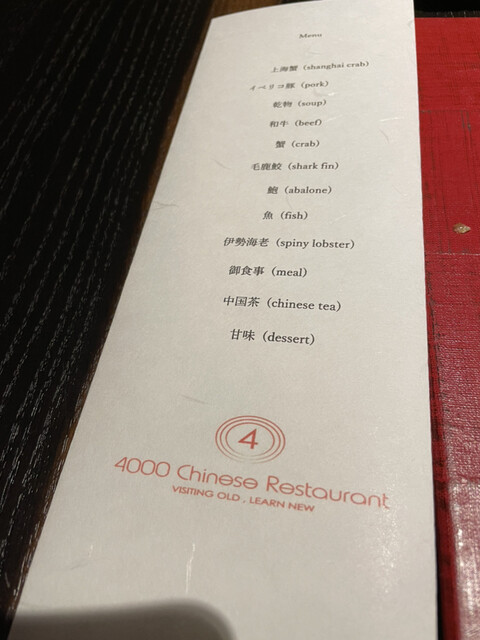 Menu
上海蟹（shanghai crab）
イベリコ豚（pork）
乾物（soup）
和牛（beef）
蟹（crab）
毛鹿鮫（shark fin）
鮑（abalone）
魚（fish）
伊勢海老（spiny lobster）
御食事（meal）
中国茶（chinese tea）
甘味（dessert）
4
4000 Chinese Restaurant
VISITING OLD . LEARN NEW